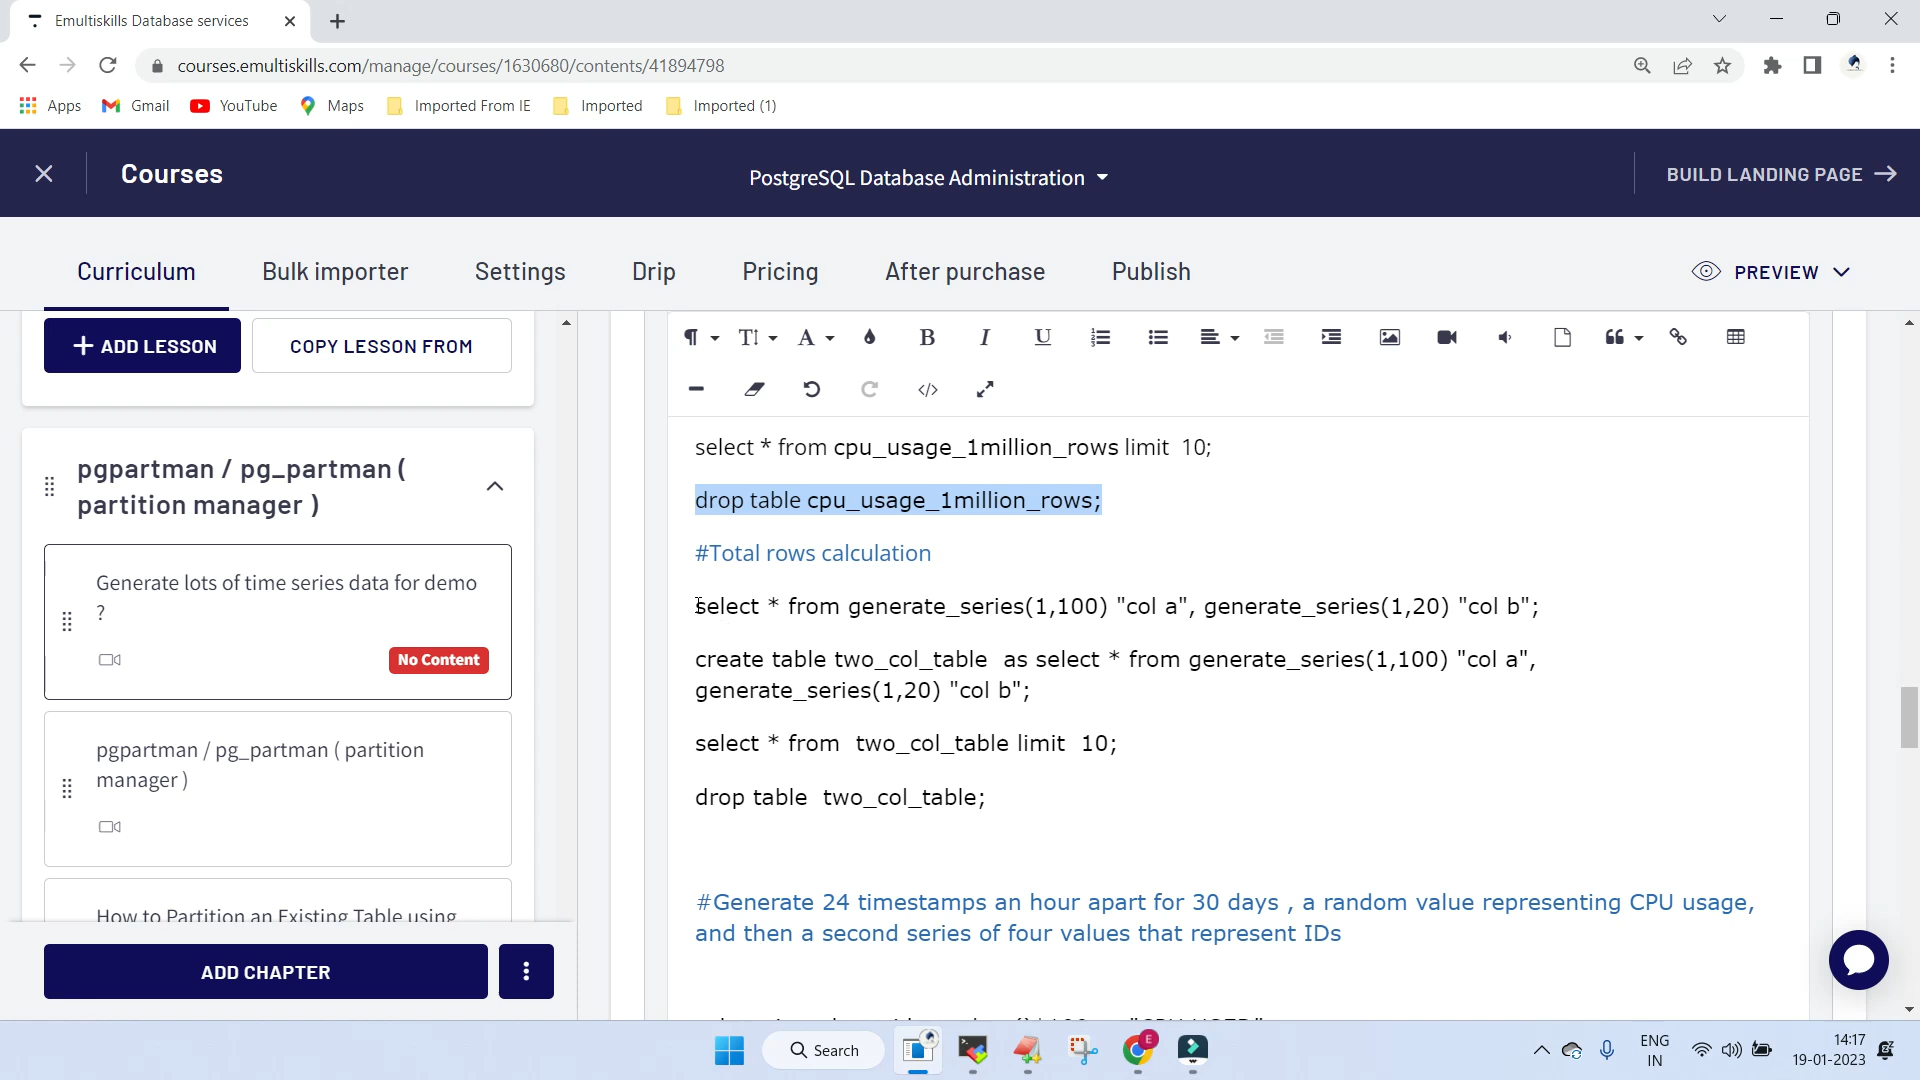 Emultiskills Database services
courses.emultiskills.com/manage/courses/1630680/contents/41894798
Apps Gmail YouTube Maps Imported From IE Imported Imported (1)
Courses
PostgreSQL Database Administration
BUILD LANDING PAGE
Curriculum Bulk importer Settings Drip Pricing After purchase Publish
PREVIEW
ADD LESSON
COPY LESSON FROM
pgpartman / pg_partman (
partition manager )
Generate lots of time series data for demo
?
No Content
pgpartman / pg_partman ( partition
manager )
How to Partition an Existing Table using
ADD CHAPTER
select * from cpu_usage_1million_rows limit  10;
drop table cpu_usage_1million_rows;
#Total rows calculation
select * from generate_series(1,100) "col a", generate_series(1,20) "col b";
create table two_col_table  as select * from generate_series(1,100) "col a",
generate_series(1,20) "col b";
select * from  two_col_table limit  10;
drop table  two_col_table;
#Generate 24 timestamps an hour apart for 30 days , a random value representing CPU usage,
and then a second series of four values that represent IDs
Search
ENG
IN
14:17
19-01-2023